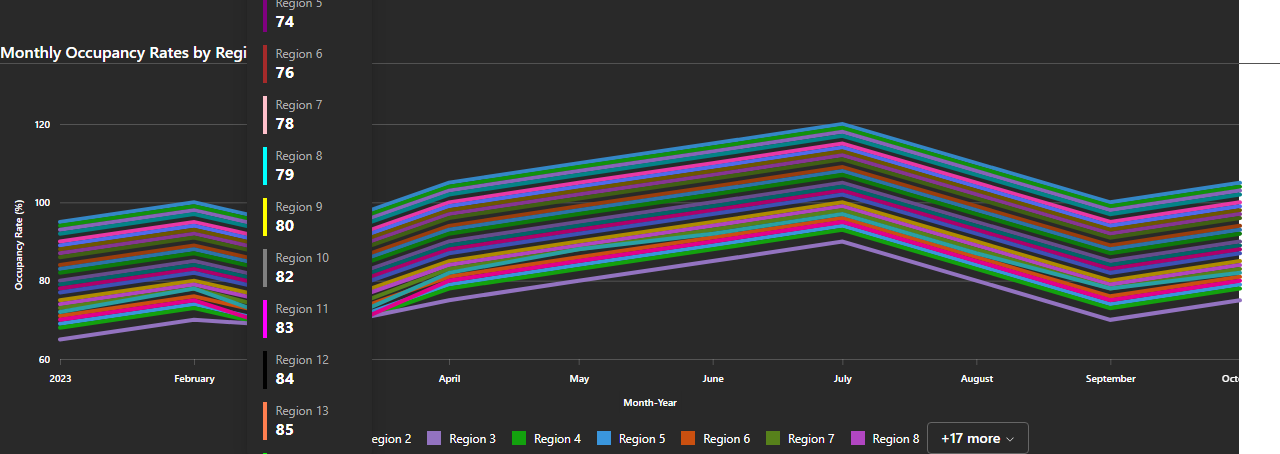 Region 5
74
Monthly Occupancy Rates by Regi
Region 6
76
Region 7
78
Region 8
79
Region 9
80
Region 10
82
Region 11
83
Region 12
84
Region 13
85
120
100
80
60
Occupancy Rate (%)
2023 February April May June July August September Octo
Month-Year
egion 2 Region 3 Region 4 Region 5 Region 6 Region 7 Region 8 +17 more